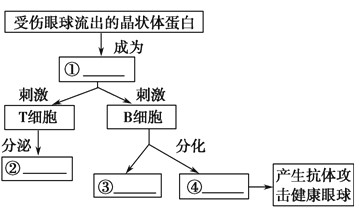 受伤眼球流出的晶状体蛋白
成为
①______
刺激 刺激
T细胞 B细胞
分泌 分化
②______ ③______ ④______ 产生抗体攻
击健康眼球